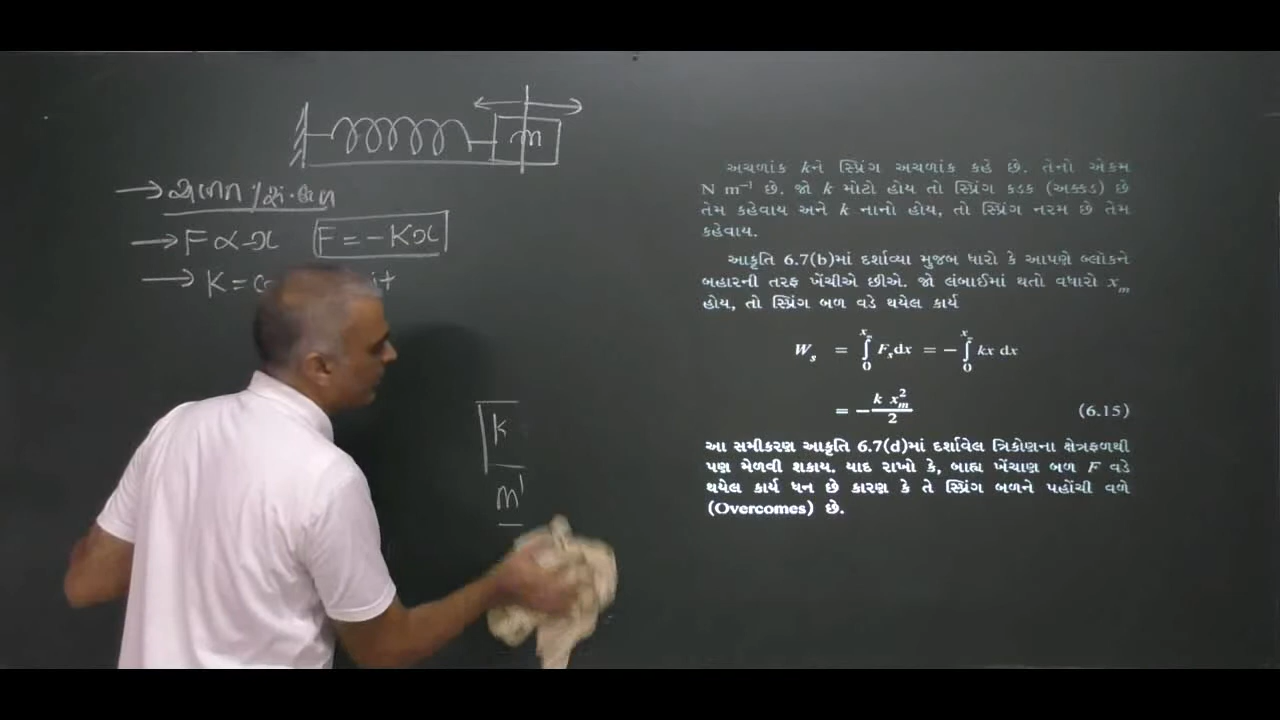 m
→ F ∝ -x   F = -Kx
→ K =
k
m'
અચળાંક kને સ્પ્રિંગ અચળાંક કહે છે. તેનો એકમ
N m⁻¹ છે. જો k મોટો હોય તો સ્પ્રિંગ કડક (અક્કડ) છે
તેમ કહેવાય અને k નાનો હોય, તો સ્પ્રિંગ નરમ છે તેમ
કહેવાય.
આકૃતિ 6.7(b)માં દર્શાવ્યા મુજબ ધારો કે આપણે બ્લોકને
બહારની તરફ ખેંચીએ છીએ. જો લંબાઈમાં થતો વધારો xₘ
હોય, તો સ્પ્રિંગ બળ વડે થયેલ કાર્ય
Wₛ = ∫₀^{xₘ} Fₛdx = −∫₀^{xₘ} kx dx
= − k xₘ² / 2 (6.15)
આ સમીકરણ આકૃતિ 6.7(d)માં દર્શાવેલ ત્રિકોણના ક્ષેત્રફળથી
પણ મેળવી શકાય. યાદ રાખો કે, બાહ્ય ખેંચાણ બળ F વડે
થયેલ કાર્ય ધન છે કારણ કે તે સ્પ્રિંગ બળને પહોંચી વળે
(Overcomes) છે.